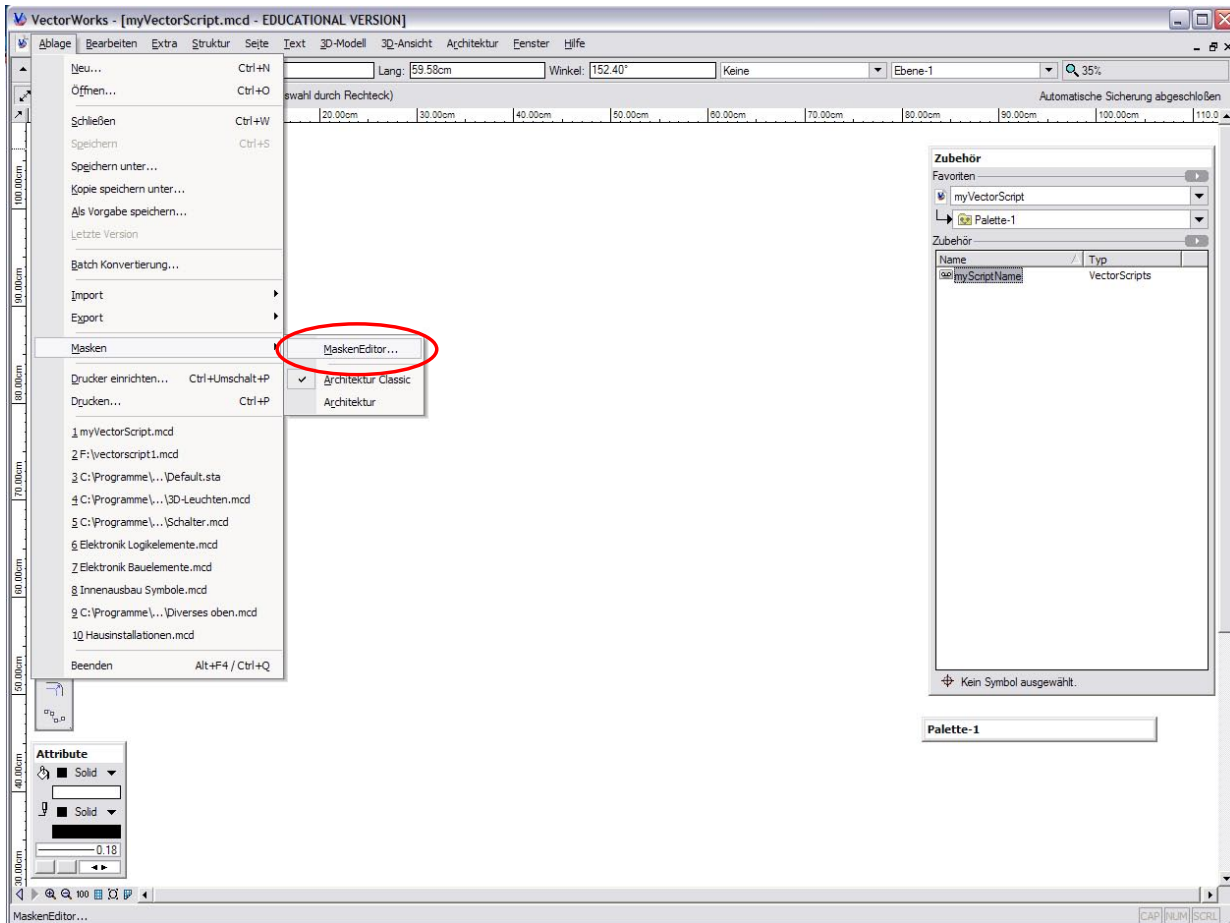 VectorWorks - [myVectorScript.mcd - EDUCATIONAL VERSION]
Ablage Bearbeiten Extra Struktur Seite Text 3D-Modell 3D-Ansicht Architektur Fenster Hilfe
Lang: 59.58cm Winkel: 152.40° Keine Ebene-1 35%
swahl durch Rechteck) Automatische Sicherung abgeschloßen
20.00cm 30.00cm 40.00cm 50.00cm 60.00cm 70.00cm 80.00cm 90.00cm 100.00cm 110.0
Neu... Ctrl+N
Öffnen... Ctrl+O
Schließen Ctrl+W
Speichern Ctrl+S
Speichern unter...
Kopie speichern unter...
Als Vorgabe speichern...
Letzte Version
Batch Konvertierung...
Import
Export
Masken
Drucker einrichten... Ctrl+Umschalt+P
Drucken... Ctrl+P
1 myVectorScript.mcd
2 F:\vectorscript1.mcd
3 C:\Programme\...\Default.sta
4 C:\Programme\...\3D-Leuchten.mcd
5 C:\Programme\...\Schalter.mcd
6 Elektronik Logikelemente.mcd
7 Elektronik Bauelemente.mcd
8 Innenausbau Symbole.mcd
9 C:\Programme\...\Diverses oben.mcd
10 Hausinstallationen.mcd
Beenden Alt+F4 / Ctrl+Q
MaskenEditor...
Architektur Classic
Architektur
100.00cm
90.00cm
80.00cm
70.00cm
60.00cm
50.00cm
40.00cm
30.00cm
Zubehör
Favoriten
myVectorScript
Palette-1
Zubehör
Name Typ
myScriptName VectorScripts
Kein Symbol ausgewählt.
Palette-1
Attribute
Solid
Solid
0.18
100
MaskenEditor...
CAP NUM SCRL